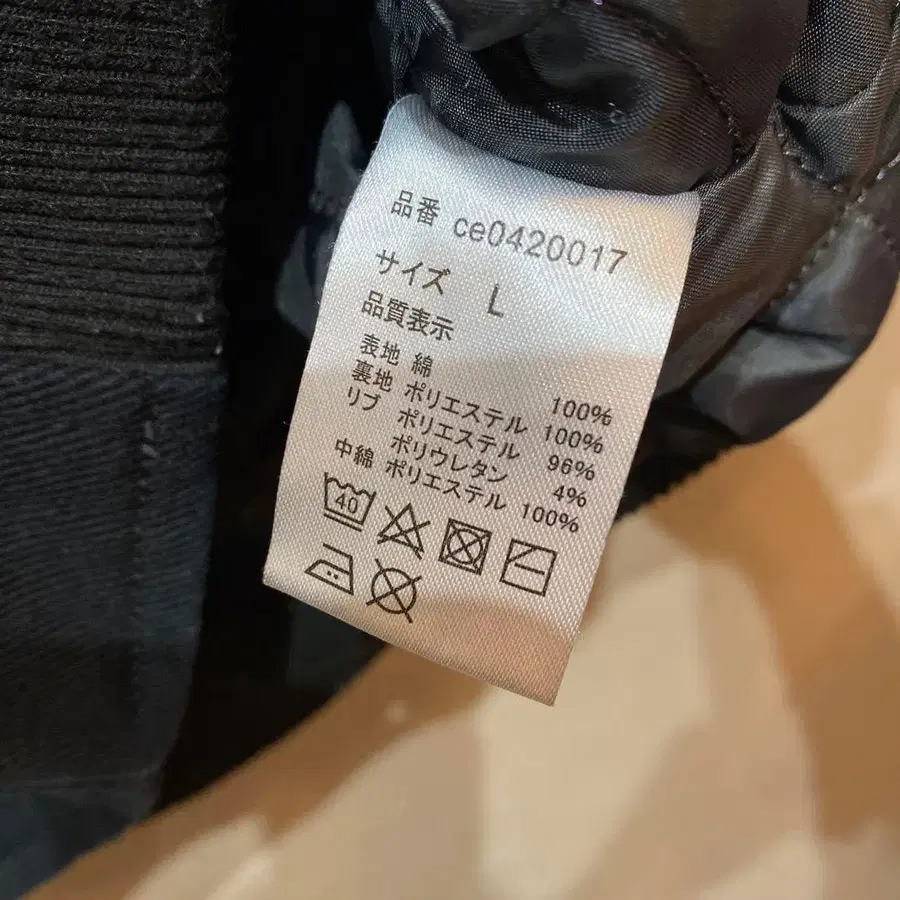 品番 ce0420017
サイズ L
品質表示
表地 綿 100%
裏地 ポリエステル 100%
リブ ポリエステル 96%
ポリウレタン 4%
中綿 ポリエステル 100%
40